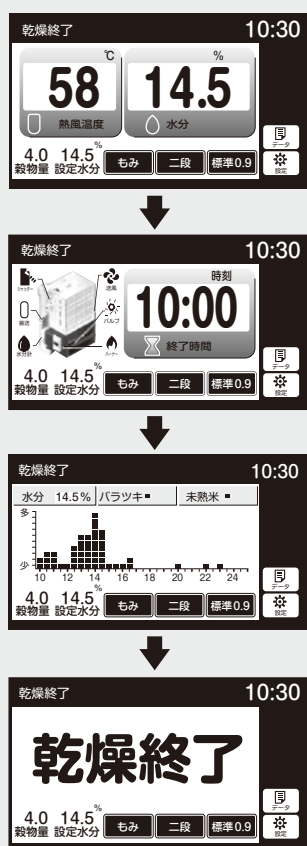 乾燥終了 10:30
℃ %
58 14.5
熱風温度 水分
データ
4.0 14.5% もみ 二段 標準0.9
穀物量 設定水分 設定
乾燥終了 10:30
シャッター 送風 時刻
搬送 バルブ 10:00
水分計 バーナー 終了時間
データ
4.0 14.5% もみ 二段 標準0.9
穀物量 設定水分 設定
乾燥終了 10:30
水分 14.5% バラツキ 未熟米
多
少
10 12 14 16 18 20 22 24
データ
4.0 14.5% もみ 二段 標準0.9
穀物量 設定水分 設定
乾燥終了 10:30
乾燥終了
データ
4.0 14.5% もみ 二段 標準0.9
穀物量 設定水分 設定